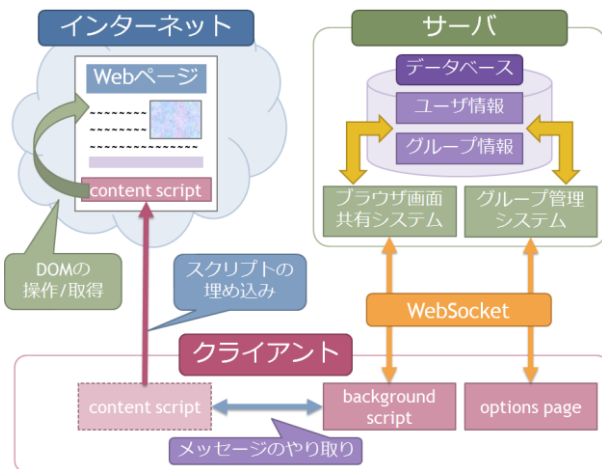 インターネット
Webページ
content script
DOMの
操作/取得
スクリプトの
埋め込み
サーバ
データベース
ユーザ情報
グループ情報
ブラウザ画面
共有システム
グループ管理
システム
WebSocket
クライアント
content script
background
script
options page
メッセージのやり取り